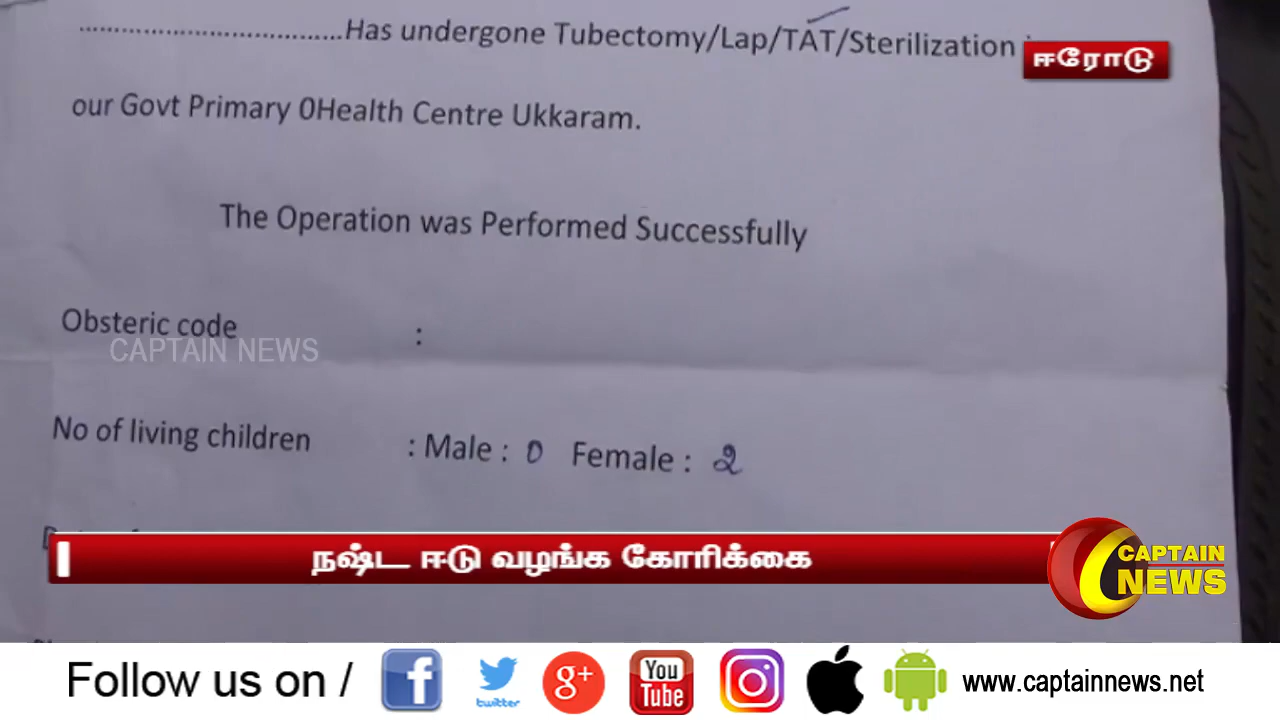 .....................................Has undergone Tubectomy/Lap/TAT/Sterilization
ஈரோடு
our Govt Primary 0Health Centre Ukkaram.
The Operation was Performed Successfully
Obsteric code :
CAPTAIN NEWS
No of living children : Male : 0 Female : 2
நஷ்ட ஈடு வழங்க கோரிக்கை
CAPTAIN
NEWS
Follow us on / f twitter g+ You Tube www.captainnews.net